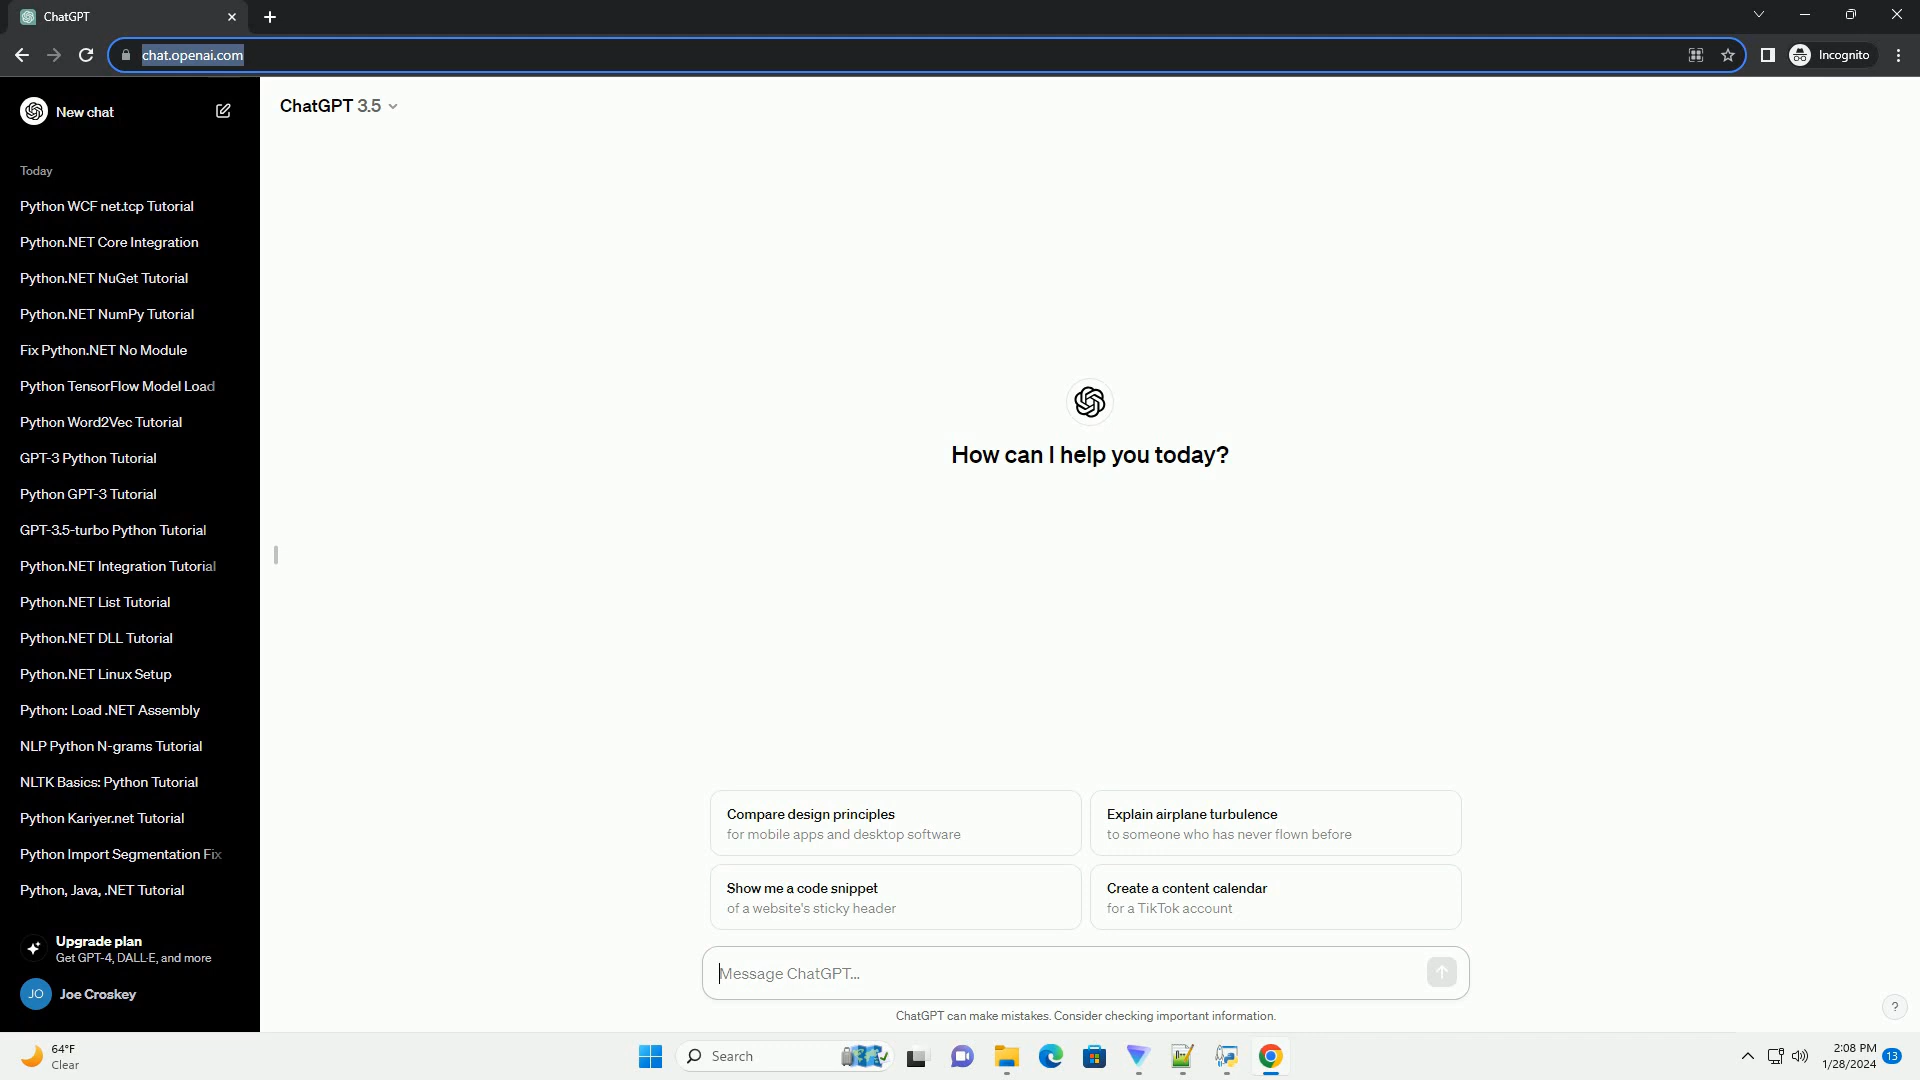 ChatGPT
chat.openai.com
Incognito
New chat
ChatGPT 3.5
Today
Python WCF net.tcp Tutorial
Python.NET Core Integration
Python.NET NuGet Tutorial
Python.NET NumPy Tutorial
Fix Python.NET No Module
Python TensorFlow Model Load
Python Word2Vec Tutorial
GPT-3 Python Tutorial
Python GPT-3 Tutorial
GPT-3.5-turbo Python Tutorial
Python.NET Integration Tutorial
Python.NET List Tutorial
Python.NET DLL Tutorial
Python.NET Linux Setup
Python: Load .NET Assembly
NLP Python N-grams Tutorial
NLTK Basics: Python Tutorial
Python Kariyer.net Tutorial
Python Import Segmentation Fix
Python, Java, .NET Tutorial
Upgrade plan
Get GPT-4, DALL·E, and more
JO Joe Croskey
How can I help you today?
Compare design principles
for mobile apps and desktop software
Explain airplane turbulence
to someone who has never flown before
Show me a code snippet
of a website's sticky header
Create a content calendar
for a TikTok account
Message ChatGPT...
ChatGPT can make mistakes. Consider checking important information.
?
64°F
Clear
Search
2:08 PM
1/28/2024
13